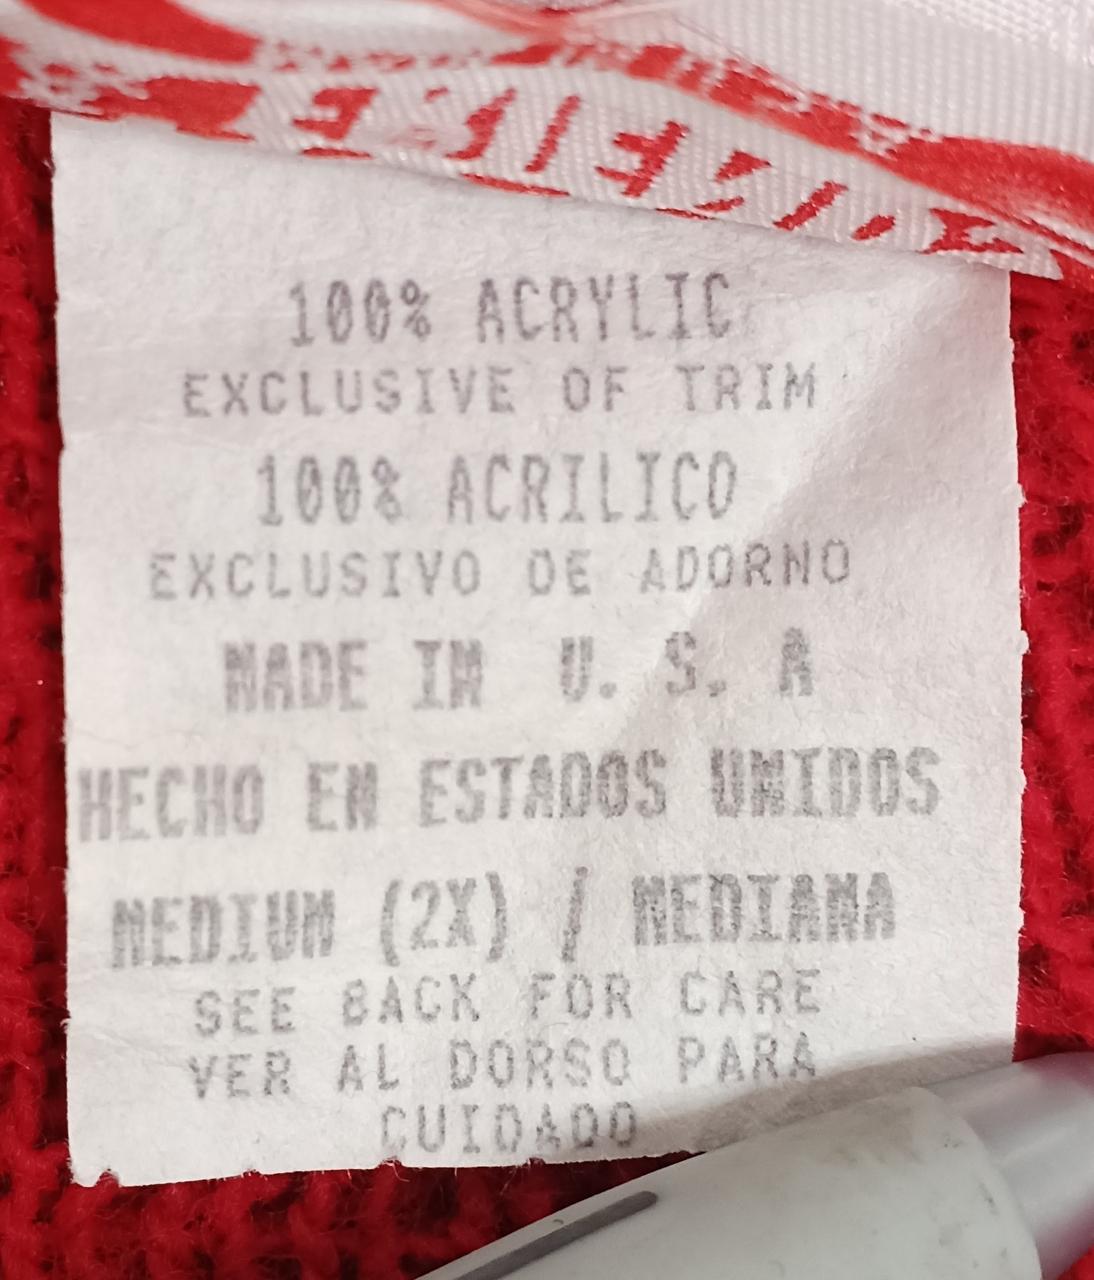 100% ACRYLIC
EXCLUSIVE OF TRIM
100% ACRILICO
EXCLUSIVO DE ADORNO
MADE IN U. S. A
HECHO EN ESTADOS UNIDOS
MEDIUM (2X) / MEDIANA
SEE BACK FOR CARE
VER AL DORSO PARA
CUIDADO